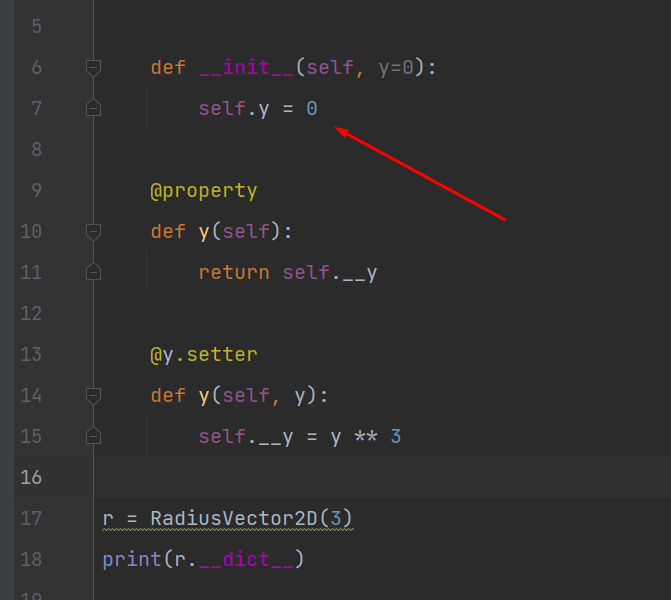 5
6 def __init__(self, y=0):
7 self.y = 0
8
9 @property
10 def y(self):
11 return self.__y
12
13 @y.setter
14 def y(self, y):
15 self.__y = y ** 3
16
17 r = RadiusVector2D(3)
18 print(r.__dict__)
19